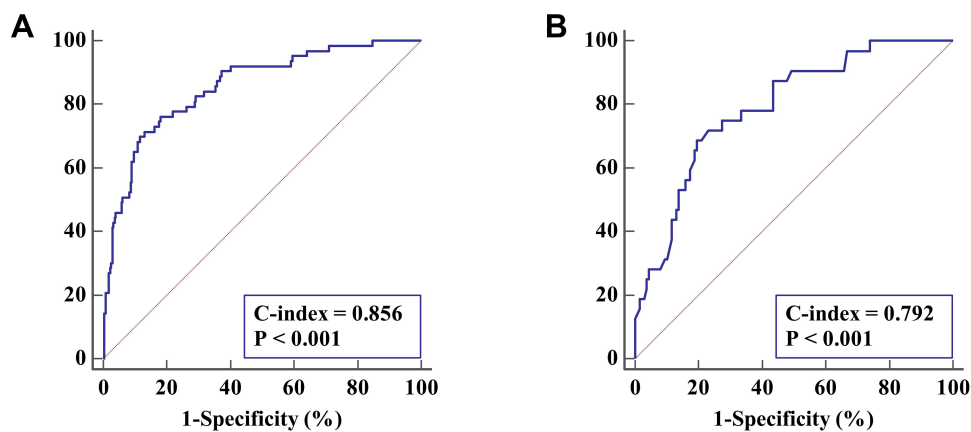 A
100
80
60
40
20
0
C-index = 0.856
P < 0.001
0 20 40 60 80 100
1-Specificity (%)
B
100
80
60
40
20
0
C-index = 0.792
P < 0.001
0 20 40 60 80 100
1-Specificity (%)